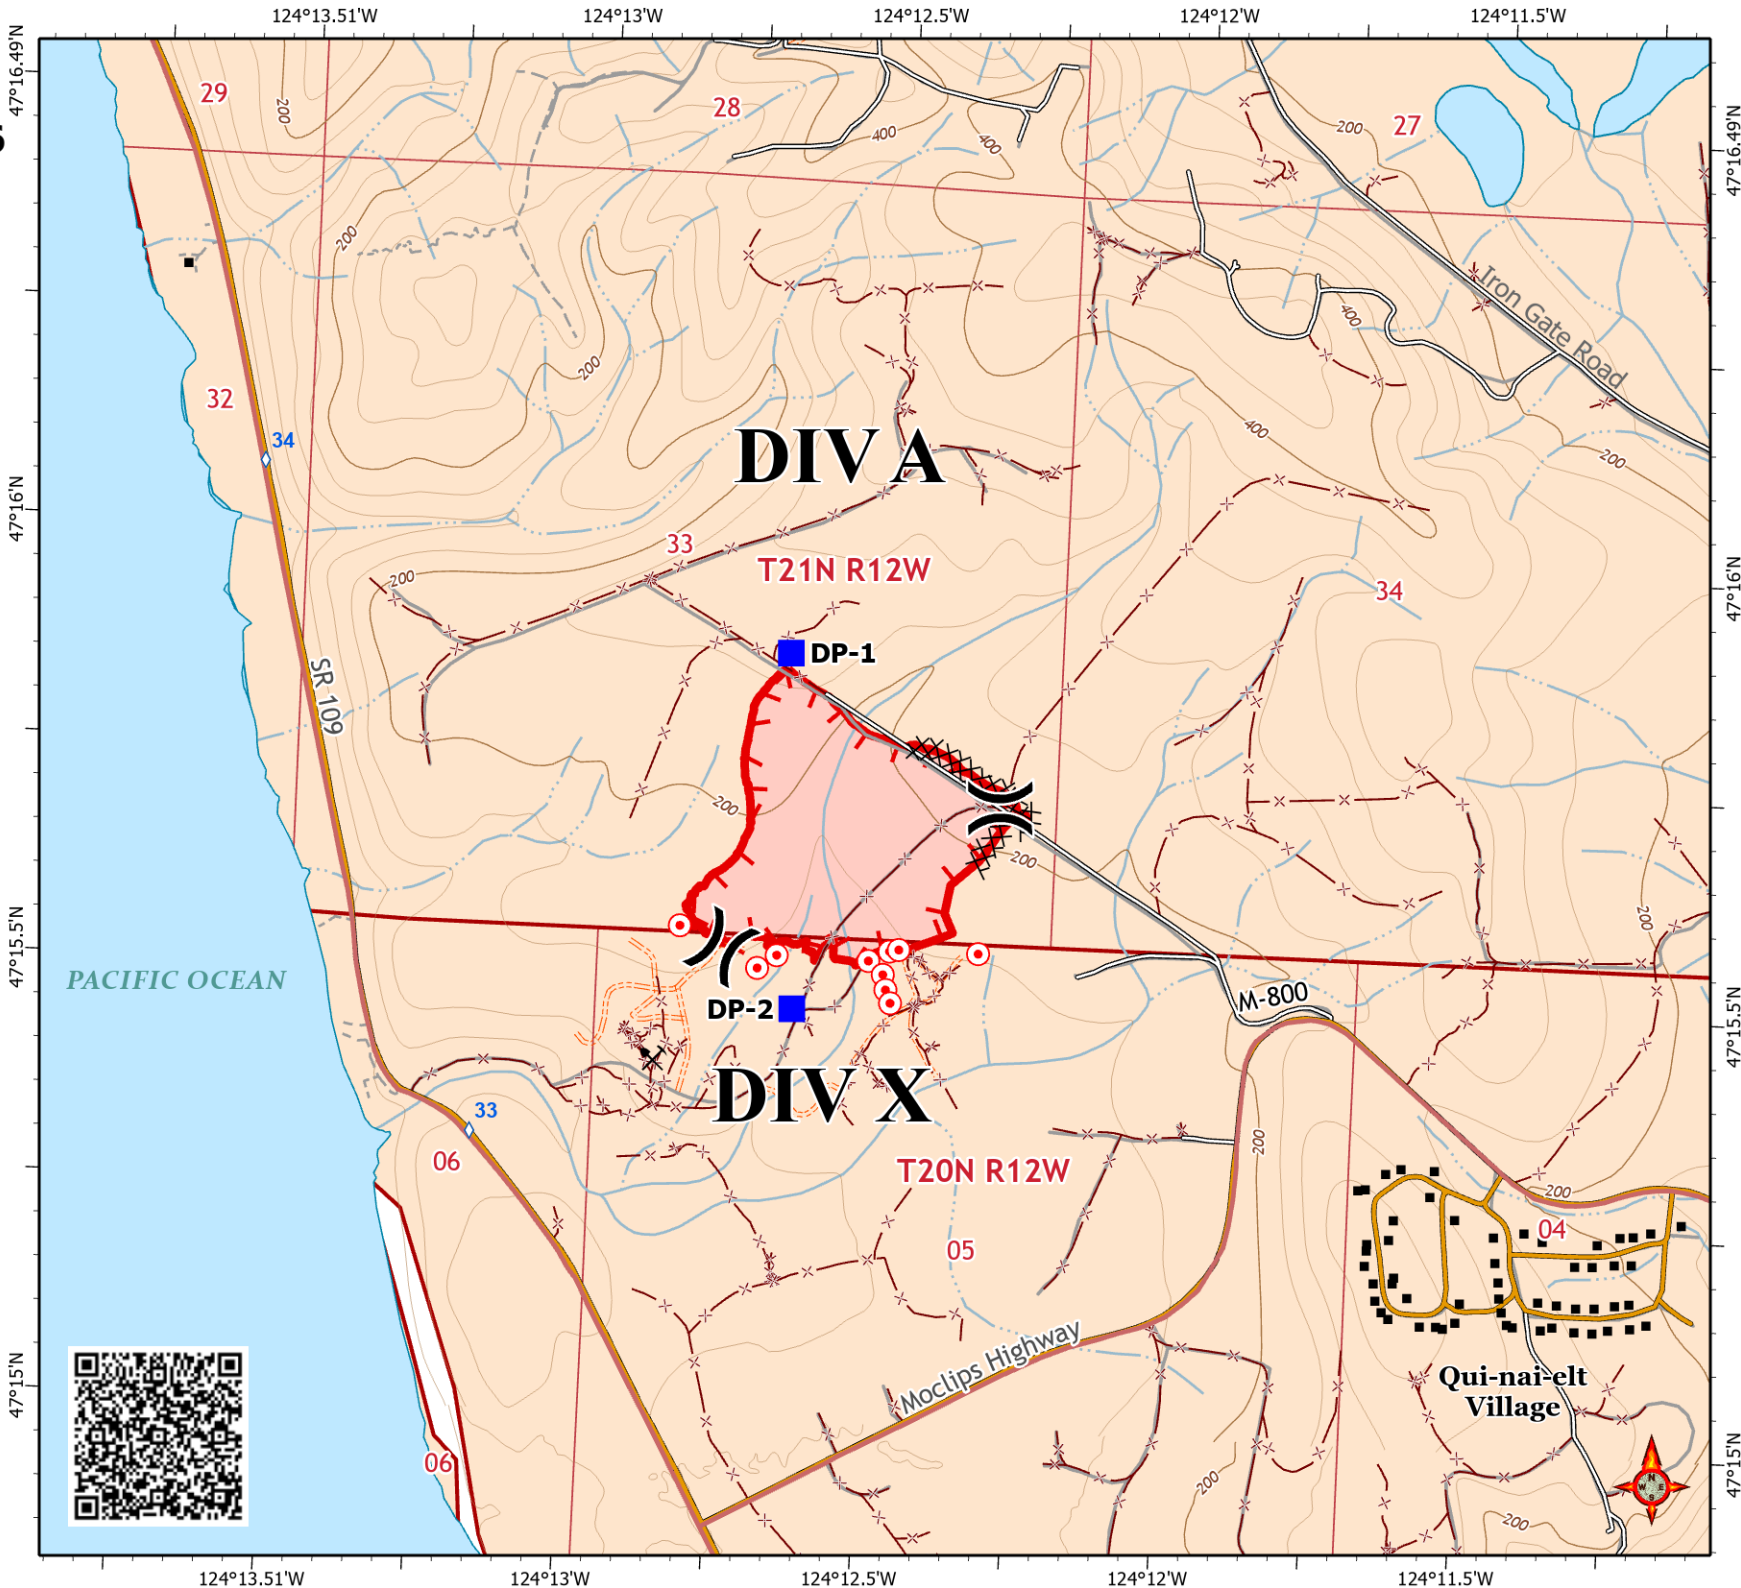 124°13.51'W 124°13'W 124°12.5'W 124°12'W 124°11.5'W
47°16.49'N
47°16.49'N
29
28
27
200
400
400
200
200
200
Iron Gate Road
400
32
34
DIV A
400
200
47°16'N
47°16'N
33
T21N R12W
200
34
SR 109
DP-1
200
200
200
47°15.5'N
47°15.5'N
PACIFIC OCEAN
DP-2
M-800
DIV X
33
200
06
T20N R12W
200
05
04
Moclips Highway
Qui-nai-elt
Village
47°15'N
47°15'N
06
200
200
N
W E
S
124°13.51'W 124°13'W 124°12.5'W 124°12'W 124°11.5'W